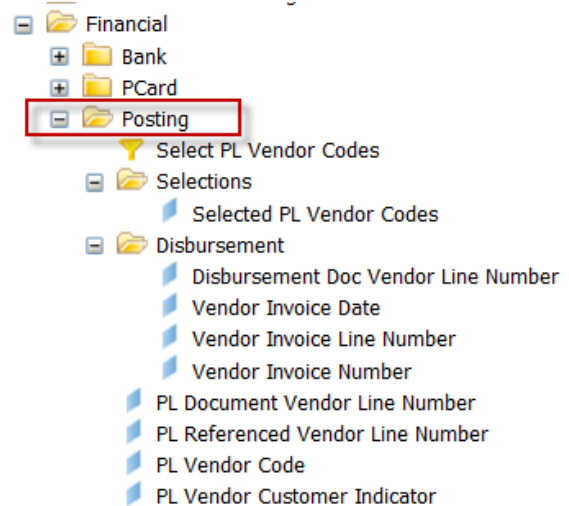 Financial
Bank
PCard
Posting
Select PL Vendor Codes
Selections
Selected PL Vendor Codes
Disbursement
Disbursement Doc Vendor Line Number
Vendor Invoice Date
Vendor Invoice Line Number
Vendor Invoice Number
PL Document Vendor Line Number
PL Referenced Vendor Line Number
PL Vendor Code
PL Vendor Customer Indicator